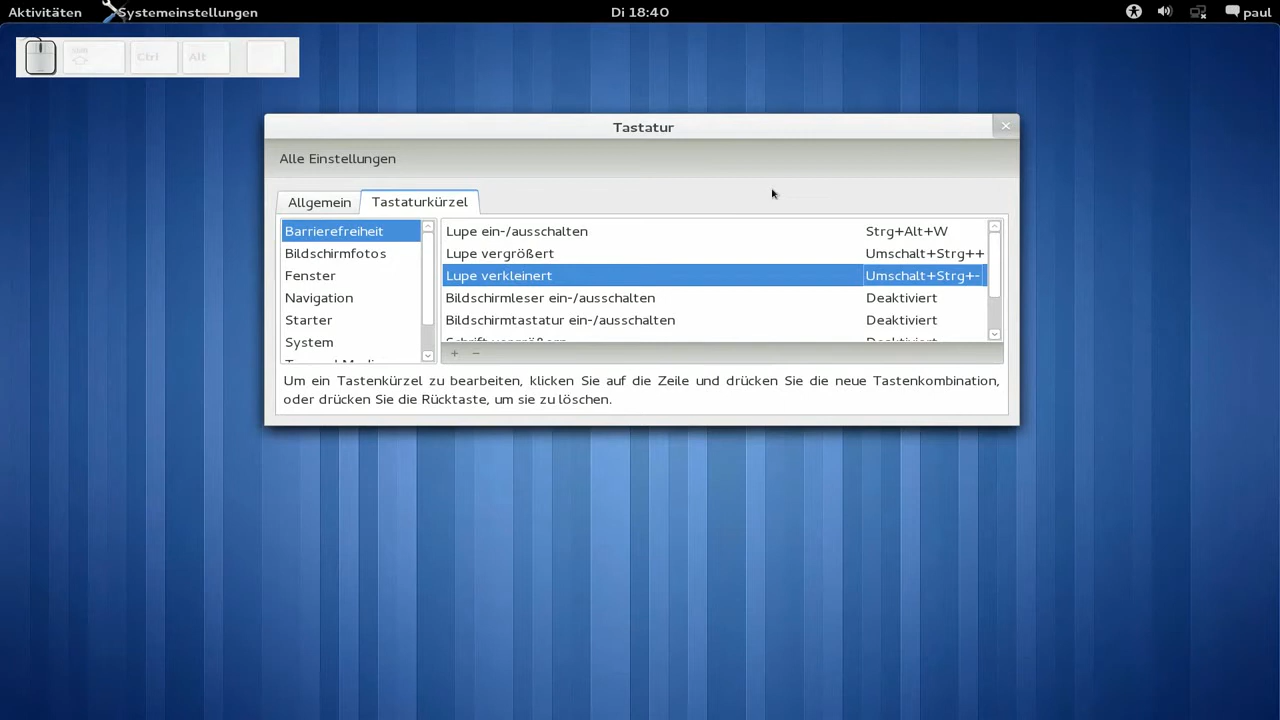 Aktivitäten Systemeinstellungen Di 18:40 paul
Ctrl Alt
Tastatur
Alle Einstellungen
Allgemein Tastaturkürzel
Barrierefreiheit
Bildschirmfotos
Fenster
Navigation
Starter
System
Lupe ein-/ausschalten Strg+Alt+W
Lupe vergrößert Umschalt+Strg++
Lupe verkleinert Umschalt+Strg+-
Bildschirmleser ein-/ausschalten Deaktiviert
Bildschirmtastatur ein-/ausschalten Deaktiviert
Schrift vergrößern Deaktiviert
+ −
Um ein Tastenkürzel zu bearbeiten, klicken Sie auf die Zeile und drücken Sie die neue Tastenkombination,
oder drücken Sie die Rücktaste, um sie zu löschen.